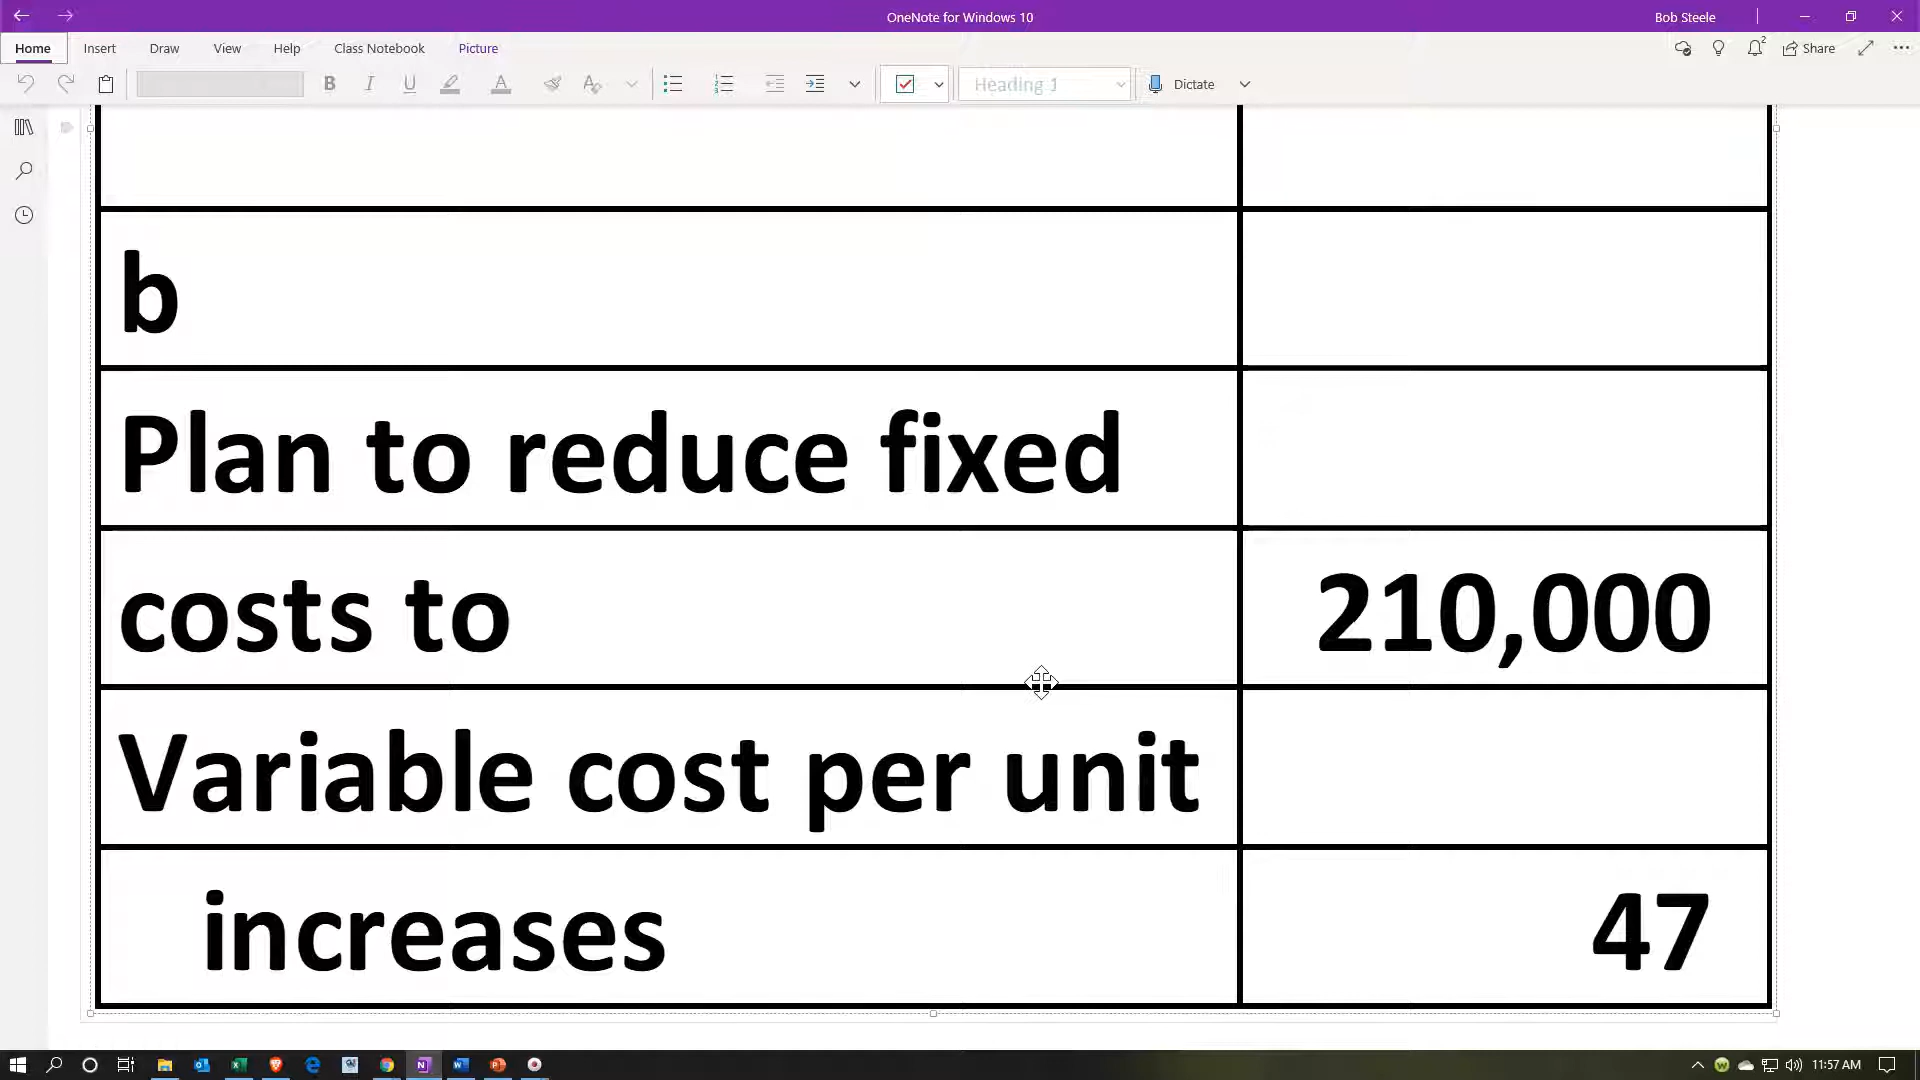 OneNote for Windows 10
Bob Steele
Home Insert Draw View Help Class Notebook Picture
2
Share
B I U A Heading 1 Dictate
b
Plan to reduce fixed
costs to 210,000
Variable cost per unit
increases 47
11:57 AM